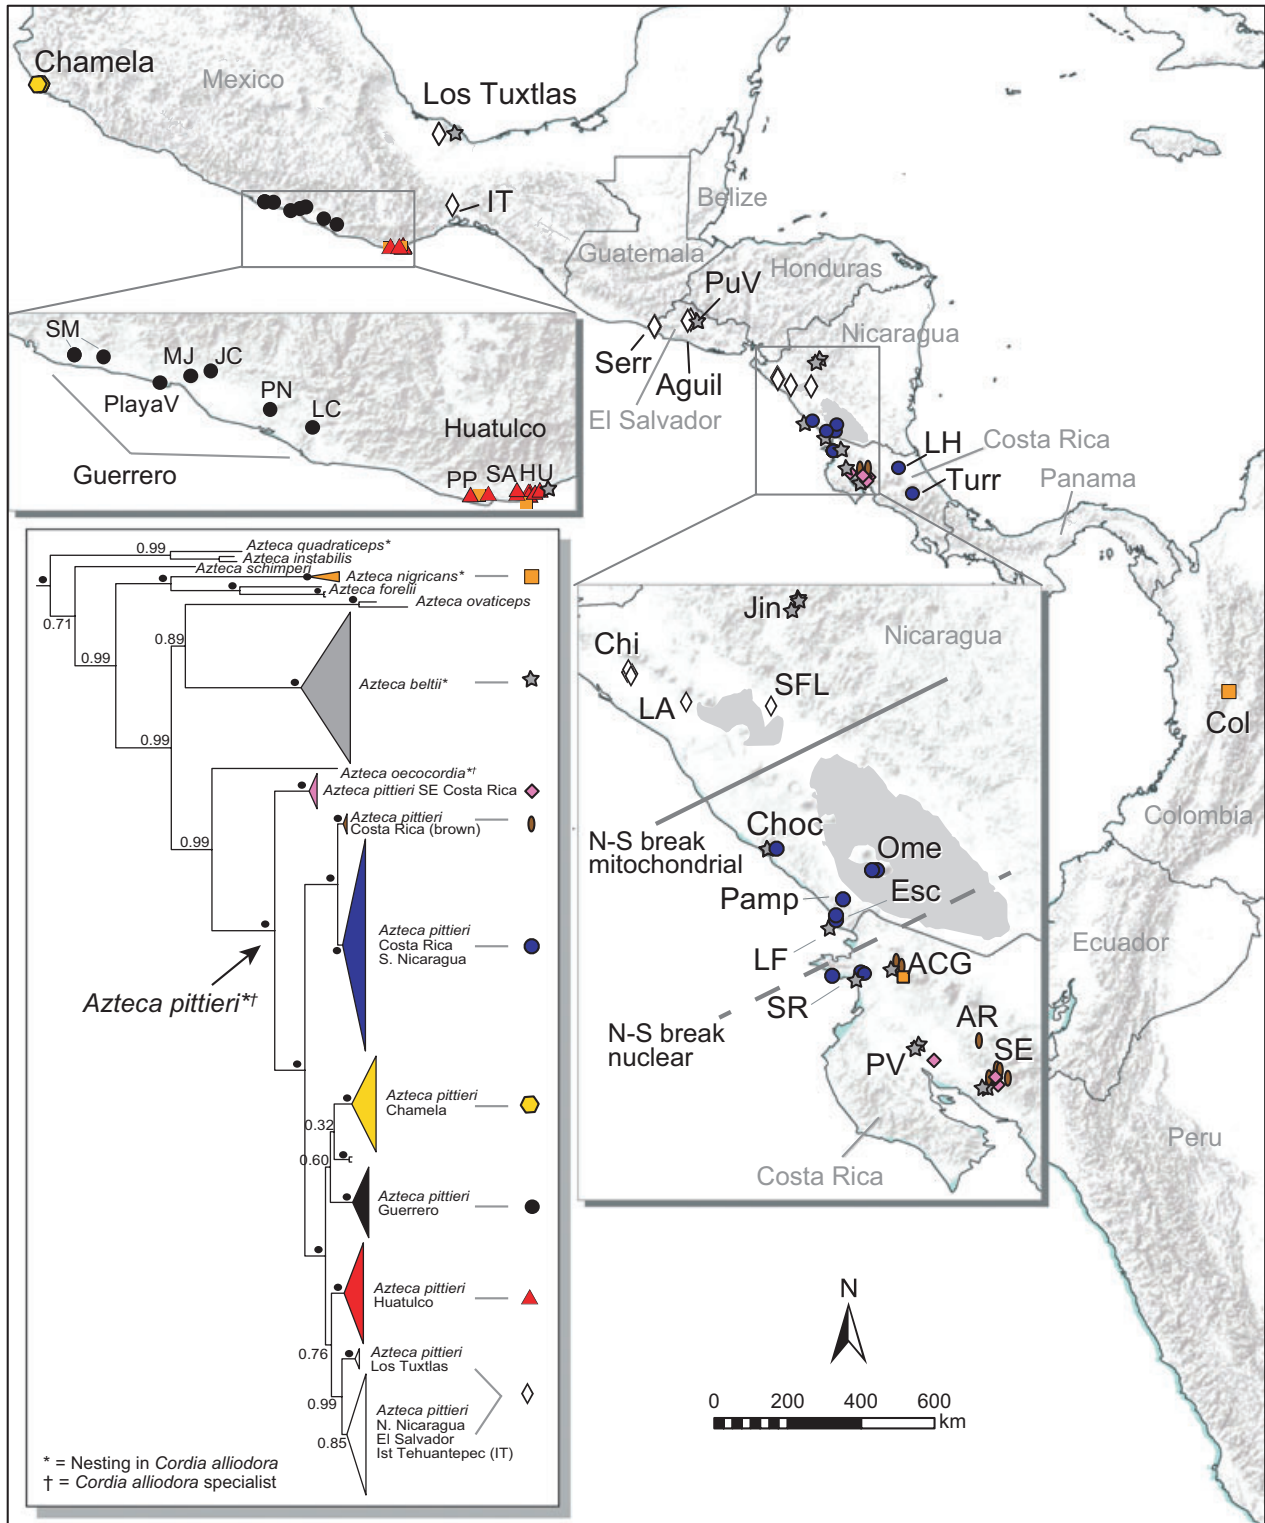 Chamela
Mexico
Los Tuxtlas
IT
Belize
Guatemala
Honduras
PuV
Nicaragua
Serr
Aguil
El Salvador
LH
Costa Rica
Turr
Panama
SM
MJ
JC
PlayaV
PN
LC
Huatulco
Guerrero
PP
SA
HU
Jin
Nicaragua
Chi
LA
SFL
N-S break
mitochondrial
Choc
Ome
Pamp
Esc
LF
ACG
SR
N-S break
nuclear
AR
SE
PV
Costa Rica
Col
Colombia
Ecuador
Peru
N
0 200 400 600
km
0.99
Azteca quadraticeps*
Azteca instabilis
Azteca schimperi
Azteca nigricans*
Azteca forelii
Azteca ovaticeps
0.71
0.89
0.99
Azteca beltii*
0.99
Azteca oecocordia*†
Azteca pittieri SE Costa Rica
Azteca pittieri
Costa Rica (brown)
0.99
Azteca pittieri
Costa Rica
S. Nicaragua
Azteca pittieri*†
Azteca pittieri
Chamela
0.32
0.60
Azteca pittieri
Guerrero
Azteca pittieri
Huatulco
0.76
Azteca pittieri
Los Tuxtlas
0.99
Azteca pittieri
N. Nicaragua
El Salvador
Ist Tehuantepec (IT)
0.85
* = Nesting in Cordia alliodora
† = Cordia alliodora specialist